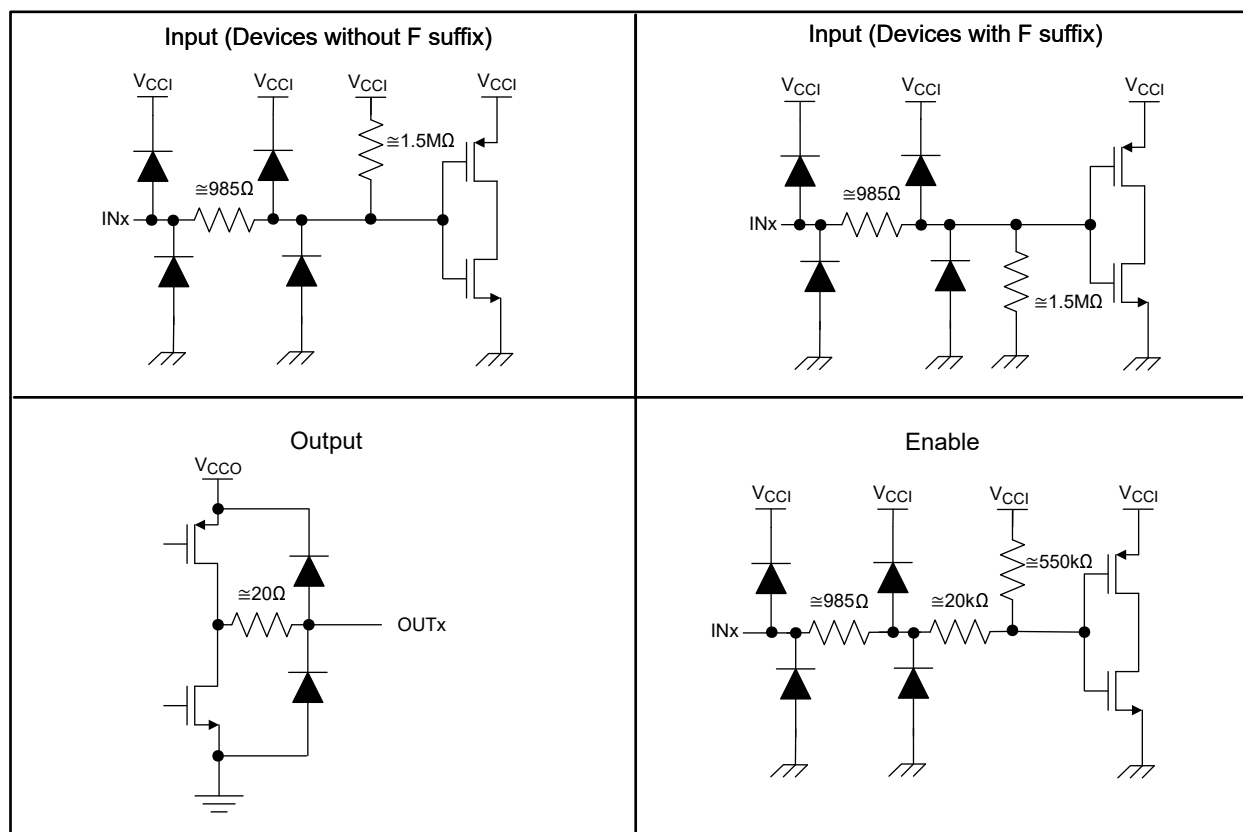 Input (Devices without F suffix)
VCCI VCCI VCCI VCCI
≅1.5MΩ
≅985Ω
INx
Input (Devices with F suffix)
VCCI VCCI VCCI
≅985Ω
INx
≅1.5MΩ
Output
VCCO
≅20Ω
OUTx
Enable
VCCI VCCI VCCI VCCI
≅550kΩ
≅985Ω ≅20kΩ
INx